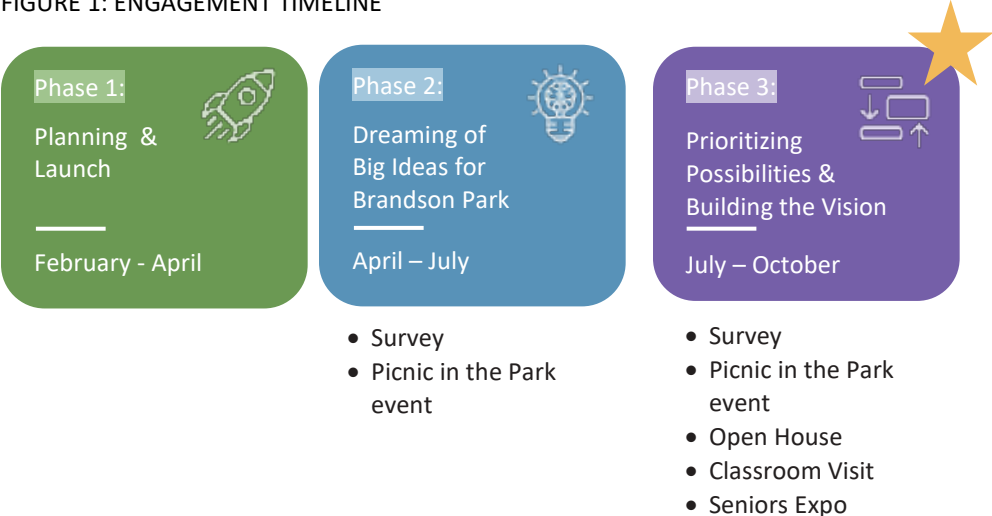 FIGURE 1: ENGAGEMENT TIMELINE
Phase 1:
Planning &
Launch
February - April
Phase 2:
Dreaming of
Big Ideas for
Brandson Park
April – July
• Survey
• Picnic in the Park
event
Phase 3:
Prioritizing
Possibilities &
Building the Vision
July – October
• Survey
• Picnic in the Park
event
• Open House
• Classroom Visit
• Seniors Expo